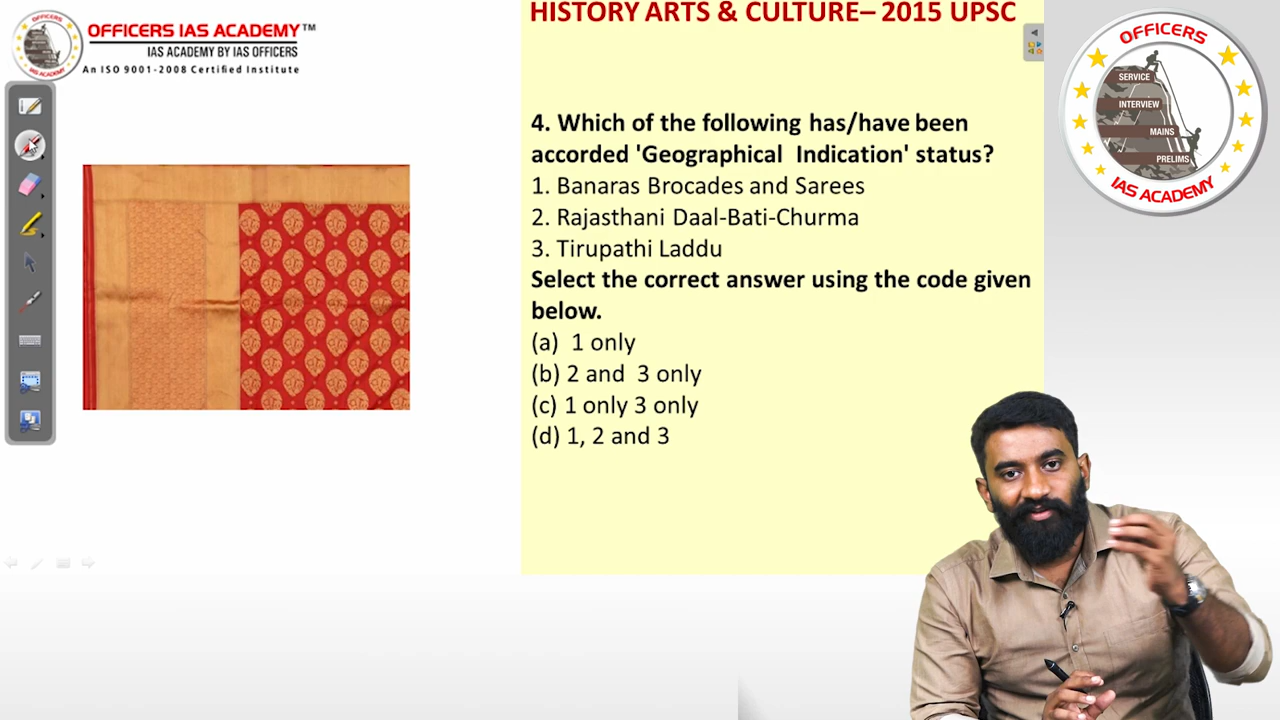 OFFICERS IAS ACADEMY™
IAS ACADEMY BY IAS OFFICERS
An ISO 9001-2008 Certified Institute
IAS ACADEMY
HISTORY ARTS & CULTURE– 2015 UPSC
4. Which of the following has/have been
accorded 'Geographical Indication' status?
1. Banaras Brocades and Sarees
2. Rajasthani Daal-Bati-Churma
3. Tirupathi Laddu
Select the correct answer using the code given
below.
(a) 1 only
(b) 2 and 3 only
(c) 1 only 3 only
(d) 1, 2 and 3
OFFICERS
SERVICE
INTERVIEW
MAINS
PRELIMS
IAS ACADEMY